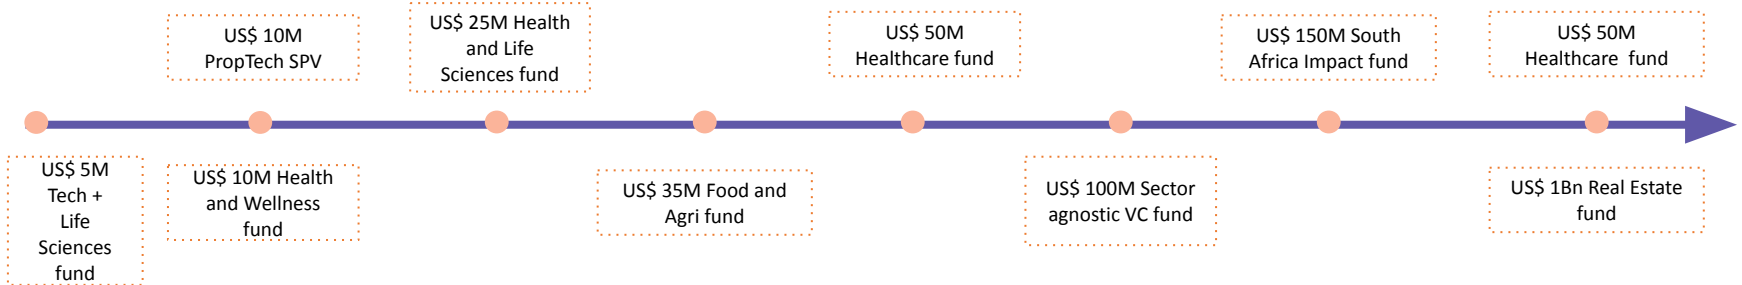 US$ 10M
PropTech SPV
US$ 25M Health
and Life
Sciences fund
US$ 50M
Healthcare fund
US$ 150M South
Africa Impact fund
US$ 50M
Healthcare fund
US$ 5M
Tech +
Life
Sciences
fund
US$ 10M Health
and Wellness
fund
US$ 35M Food and
Agri fund
US$ 100M Sector
agnostic VC fund
US$ 1Bn Real Estate
fund